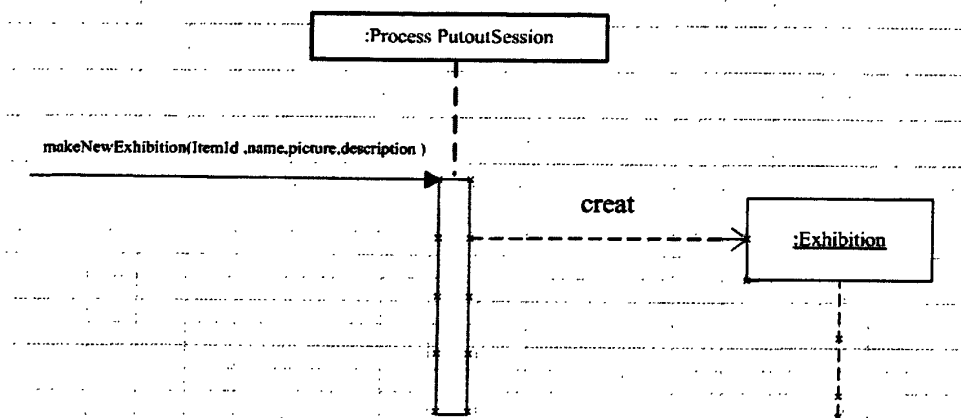 :Process PutoutSession
makeNewExhibition(ItemId ,name,picture,description )
creat
:Exhibition